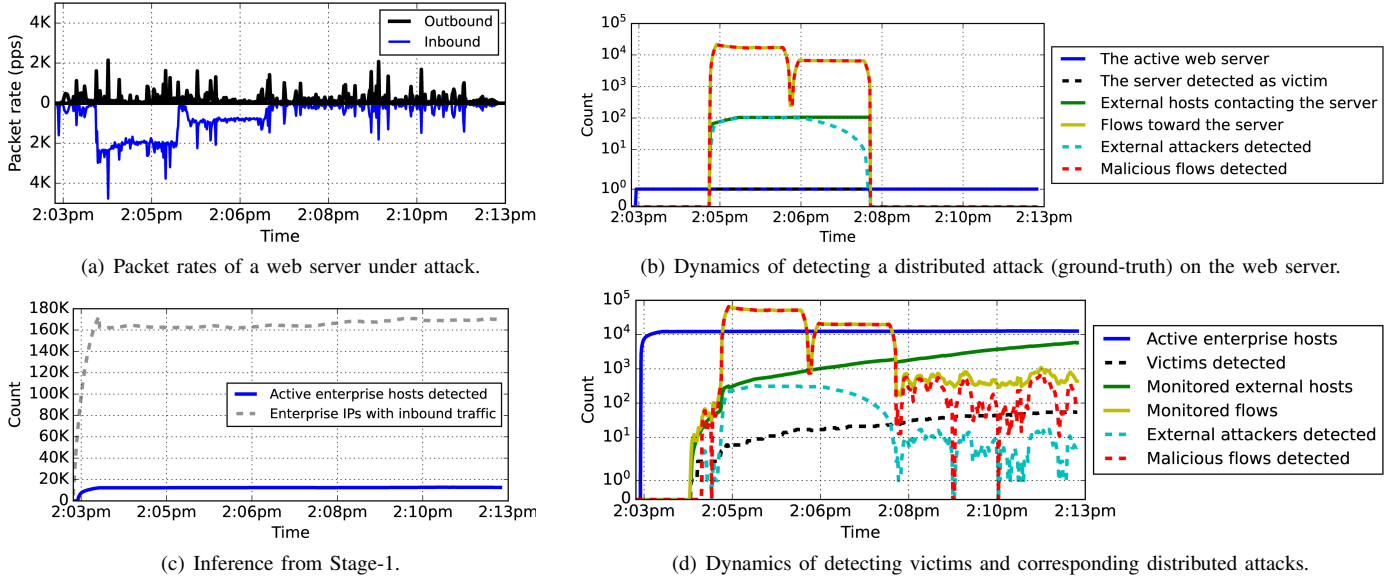 4K
2K
0
2K
4K
Packet rate (pps)
Outbound
Inbound
2:03pm 2:05pm 2:06pm 2:08pm 2:10pm 2:13pm
Time
(a) Packet rates of a web server under attack.
10^5
10^4
10^3
10^2
10^1
10^0
0
Count
2:03pm 2:05pm 2:06pm 2:08pm 2:10pm 2:13pm
Time
The active web server
The server detected as victim
External hosts contacting the server
Flows toward the server
External attackers detected
Malicious flows detected
(b) Dynamics of detecting a distributed attack (ground-truth) on the web server.
180K
160K
140K
120K
100K
80K
60K
40K
20K
0
Count
Active enterprise hosts detected
Enterprise IPs with inbound traffic
2:03pm 2:05pm 2:06pm 2:08pm 2:10pm 2:13pm
Time
(c) Inference from Stage-1.
10^5
10^4
10^3
10^2
10^1
10^0
0
Count
2:03pm 2:05pm 2:06pm 2:08pm 2:10pm 2:13pm
Time
Active enterprise hosts
Victims detected
Monitored external hosts
Monitored flows
External attackers detected
Malicious flows detected
(d) Dynamics of detecting victims and corresponding distributed attacks.